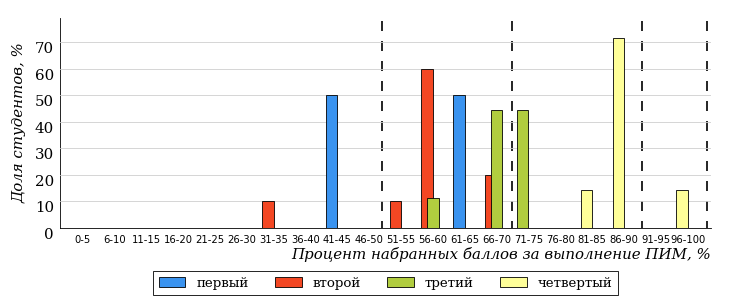 Доля студентов, %
70
60
50
40
30
20
10
0
0-5 6-10 11-15 16-20 21-25 26-30 31-35 36-40 41-45 46-50 51-55 56-60 61-65 66-70 71-75 76-80 81-85 86-90 91-95 96-100
Процент набранных баллов за выполнение ПИМ, %
первый второй третий четвертый